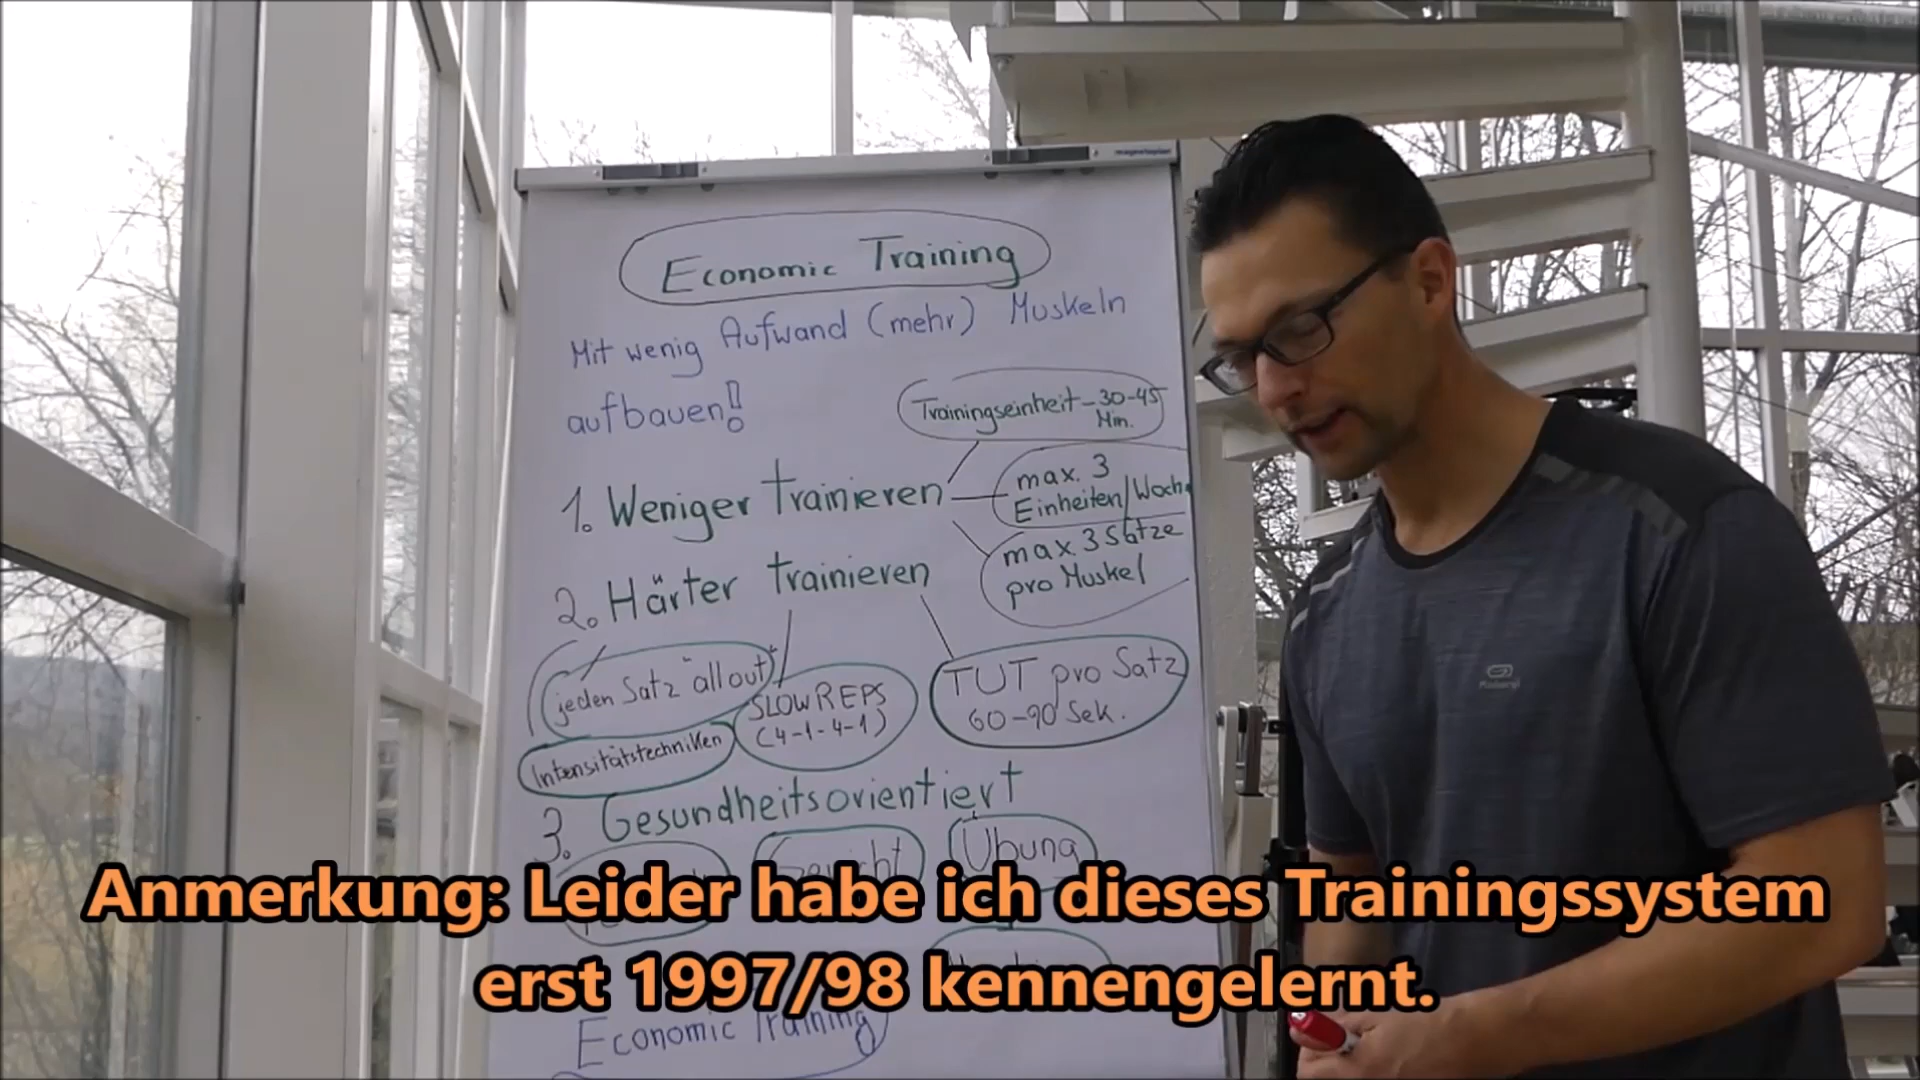 Economic Training
Mit wenig Aufwand (mehr) Muskeln
aufbauen!!
Trainingseinheit – 30-45
Min.
1. Weniger trainieren
max. 3
Einheiten/Woche
max. 3 Sätze
pro Muskel
2. Härter trainieren
jeden Satz "all out"
Intensitätstechniken
SLOW REPS
(4-1-4-1)
TUT pro Satz
60-90 Sek.
3. Gesundheitsorientiert
Gewicht
Übung
Anmerkung: Leider habe ich dieses Trainingssystem
erst 1997/98 kennengelernt.
Economic Training